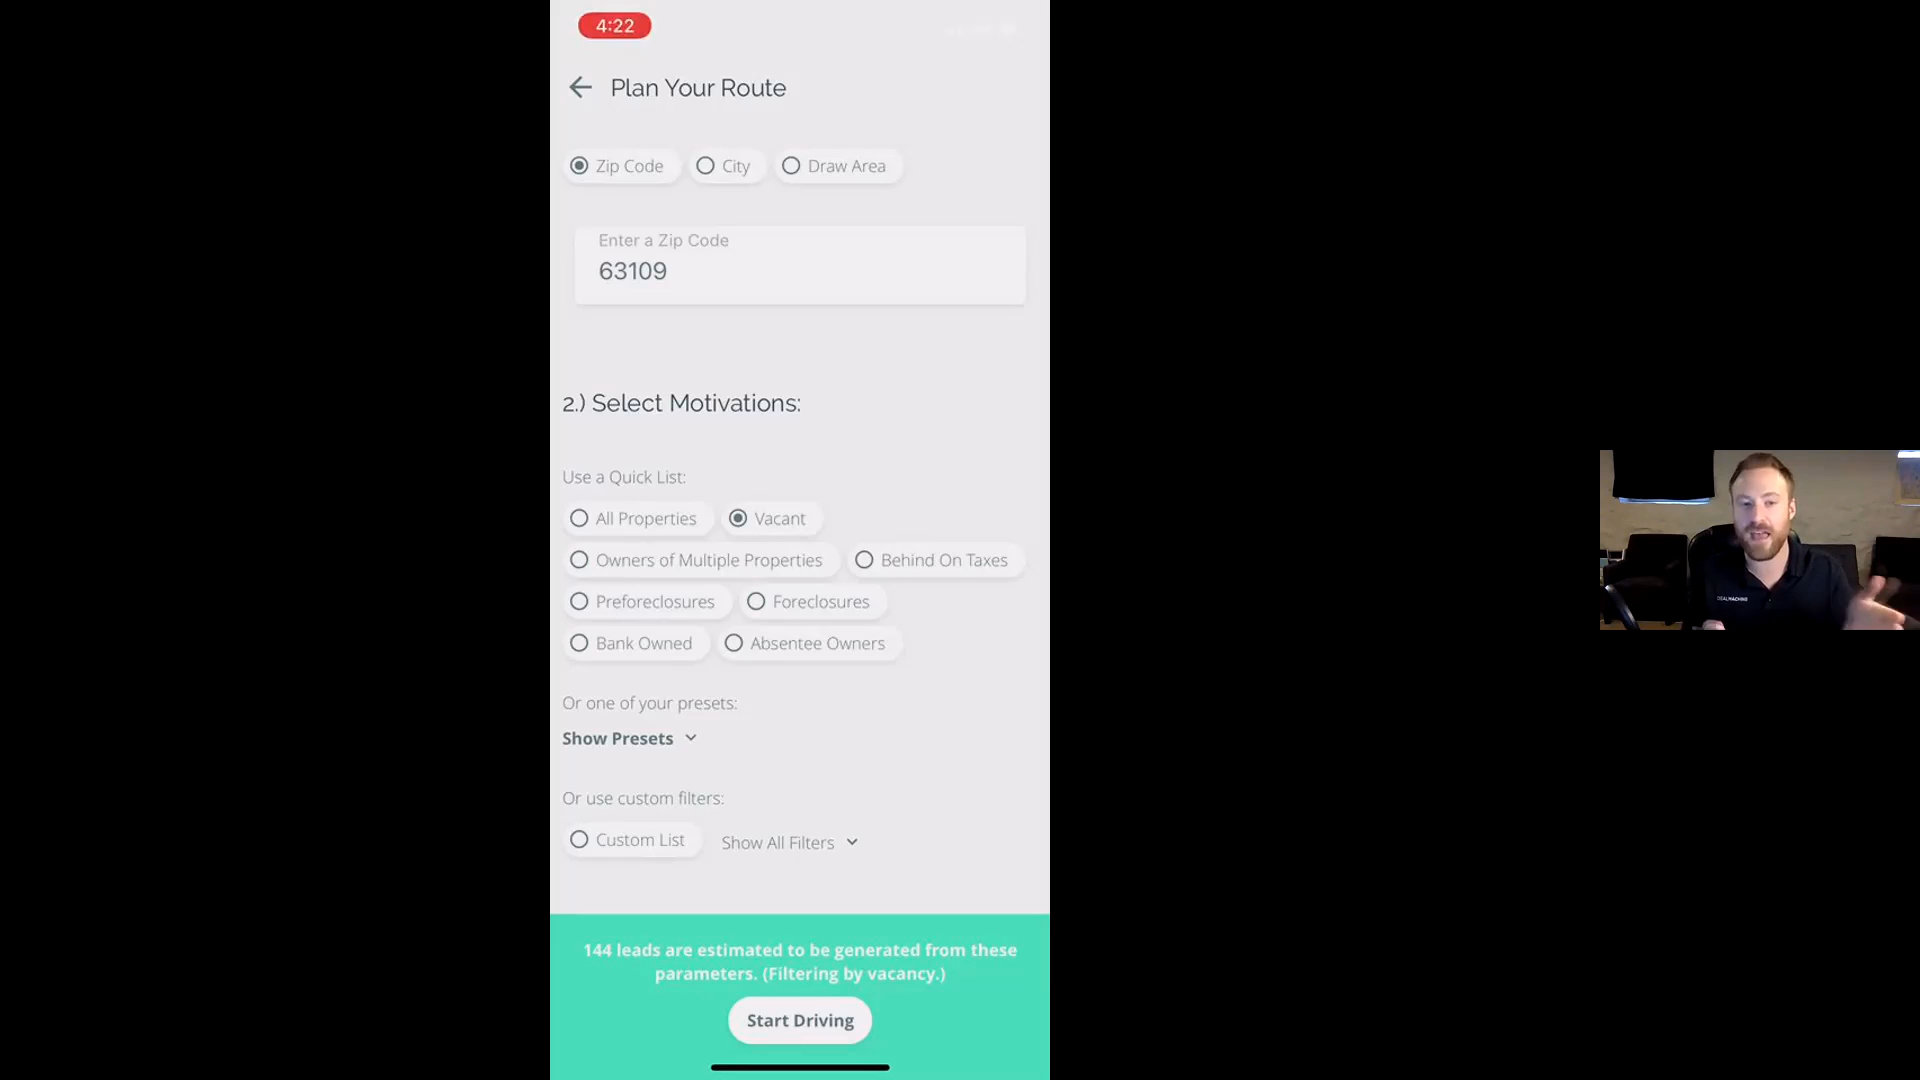 4:22
Plan Your Route
Zip Code
City
Draw Area
Enter a Zip Code
63109
2.) Select Motivations:
Use a Quick List:
All Properties
Vacant
Owners of Multiple Properties
Behind On Taxes
Preforeclosures
Foreclosures
Bank Owned
Absentee Owners
Or one of your presets:
Show Presets
Or use custom filters:
Custom List
Show All Filters
144 leads are estimated to be generated from these
parameters. (Filtering by vacancy.)
Start Driving
DEALMACHINE